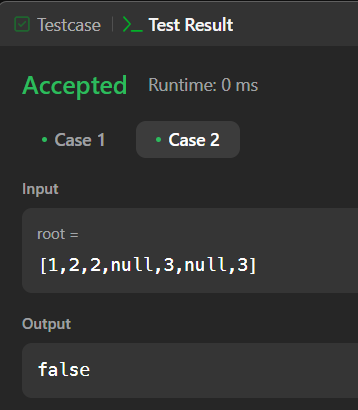 Testcase | >_ Test Result
Accepted Runtime: 0 ms
• Case 1 • Case 2
Input
root =
[1,2,2,null,3,null,3]
Output
false